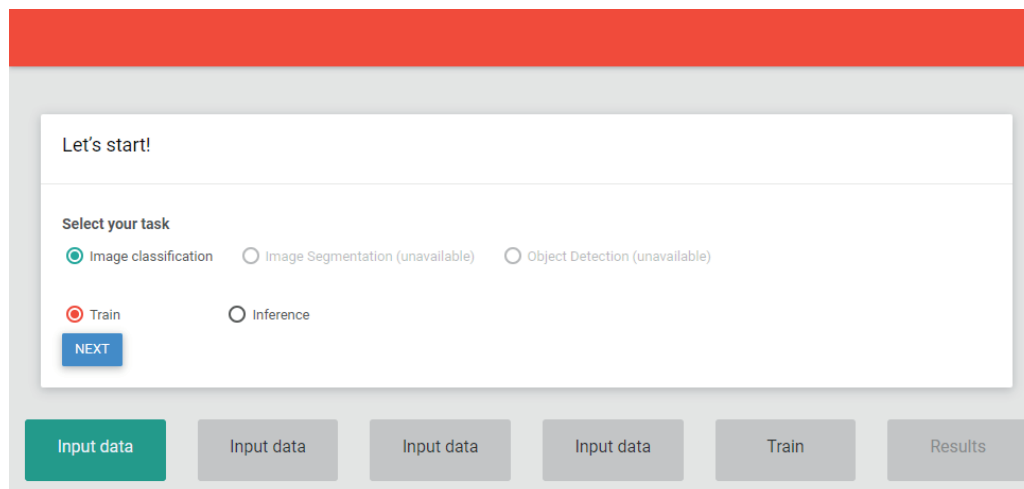 Let's start!
Select your task
Image classification Image Segmentation (unavailable) Object Detection (unavailable)
Train Inference
NEXT
Input data Input data Input data Input data Train Results